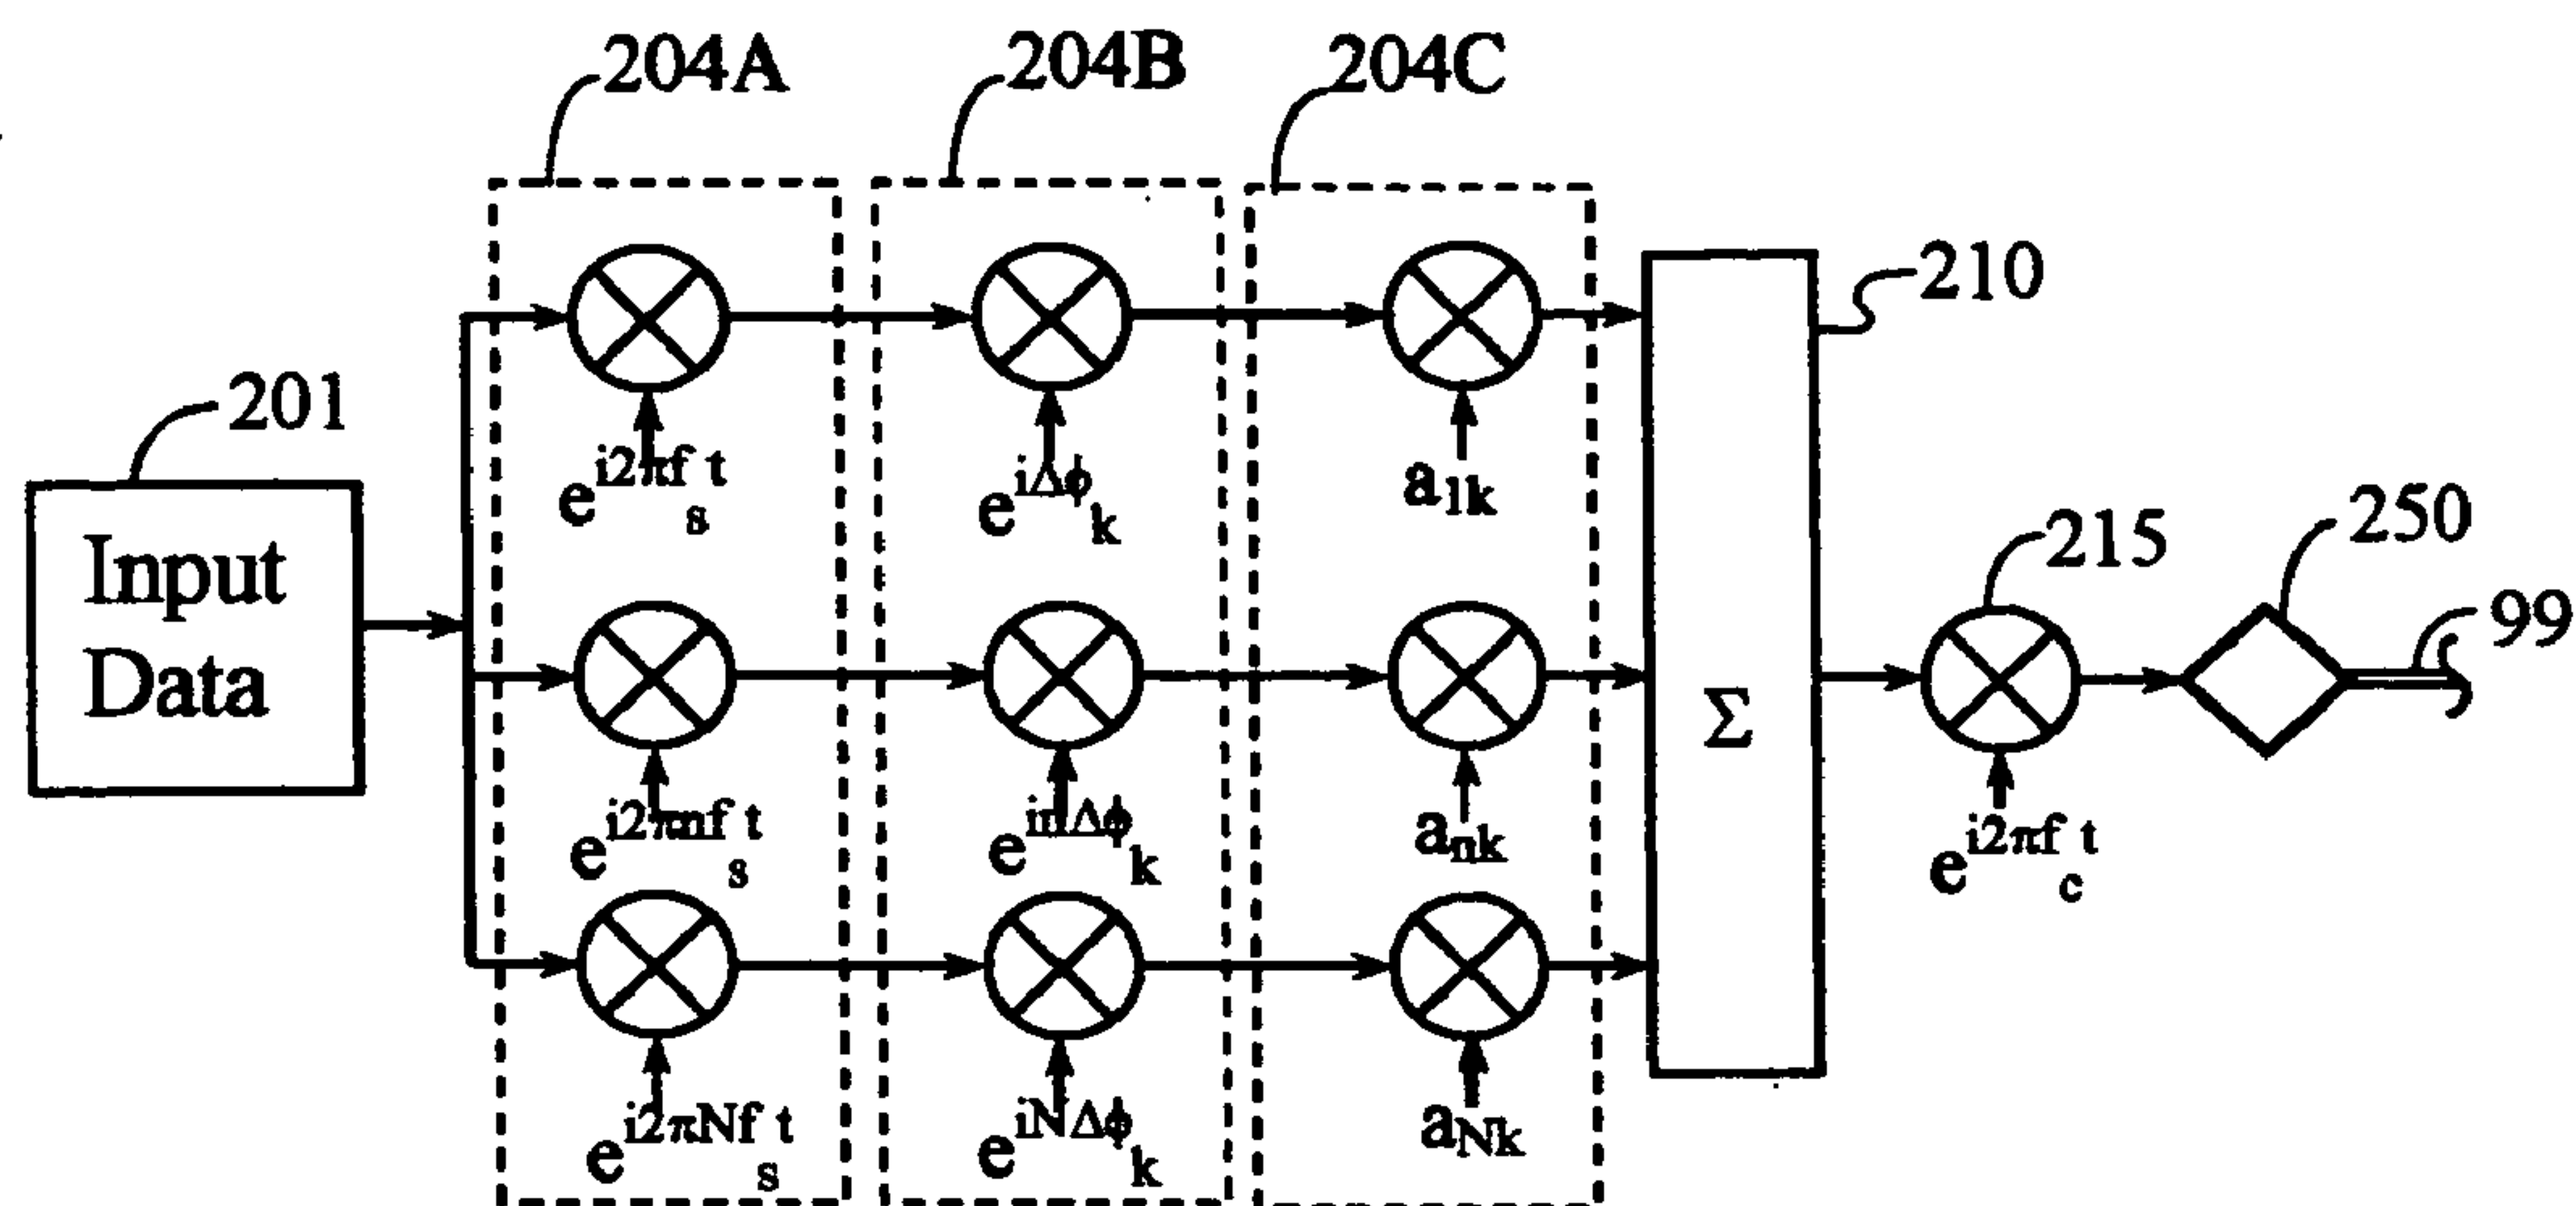 204A 204B 204C
210
201
Input
Data
e^{i2πf_s t} e^{iΔϕ_k} a_{1k}
215 250 99
Σ
e^{i2πnf_s t} e^{inΔϕ_k} a_{nk} e^{i2πf_c t}
e^{i2πNf_s t} e^{iNΔϕ_k} a_{Nk}